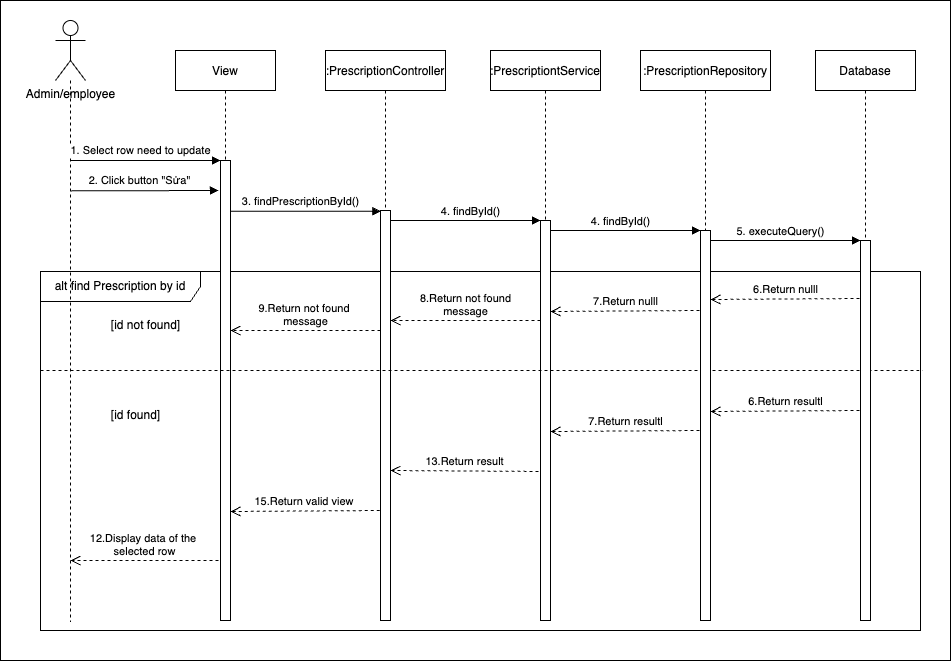 Admin/employee
View
:PrescriptionController
:PrescriptiontService
:PrescriptionRepository
Database
1. Select row need to update
2. Click button "Sửa"
3. findPrescriptionById()
4. findById()
4. findById()
5. executeQuery()
alt find Prescription by id
6.Return nulll
7.Return nulll
8.Return not found
message
9.Return not found
message
[id not found]
[id found]
6.Return resultl
7.Return resultl
13.Return result
15.Return valid view
12.Display data of the
selected row